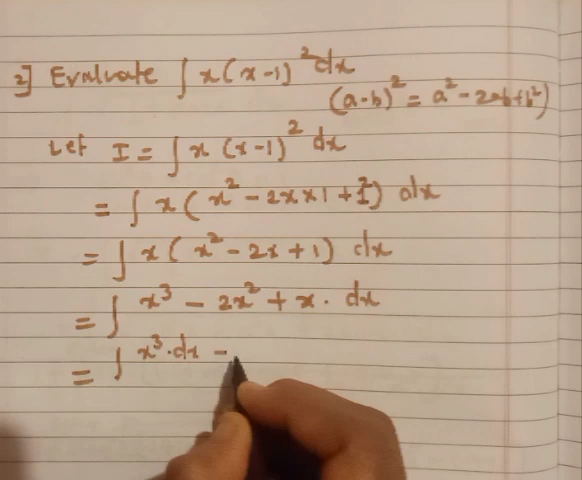 2] Evaluate ∫ x(x-1)² dx
(a-b)² = a² - 2ab + b²)
Let I = ∫ x (x-1)² dx
= ∫ x ( x² - 2x×1 + 1²) dx
= ∫ x ( x² - 2x + 1) dx
= ∫ x³ - 2x² + x . dx
= ∫ x³ . dx -